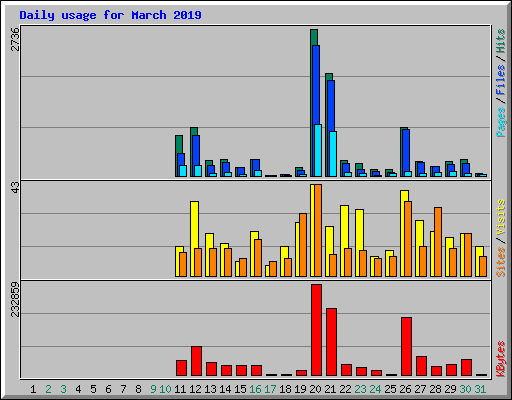 Daily usage for March 2019
2736
Pages / Files / Hits
43
Sites / Visits
232859
KBytes
1 2 3 4 5 6 7 8 9 10 11 12 13 14 15 16 17 18 19 20 21 22 23 24 25 26 27 28 29 30 31